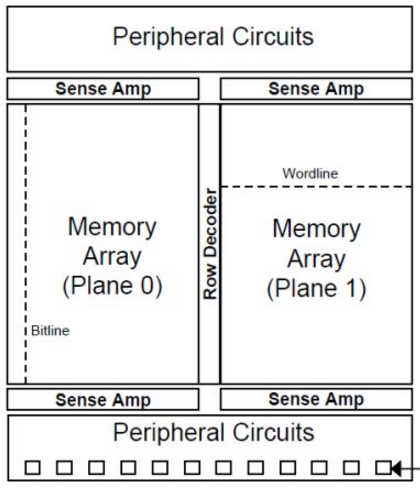 Peripheral Circuits
Sense Amp
Sense Amp
Memory
Array
(Plane 0)
Bitline
Row Decoder
Wordline
Memory
Array
(Plane 1)
Sense Amp
Sense Amp
Peripheral Circuits